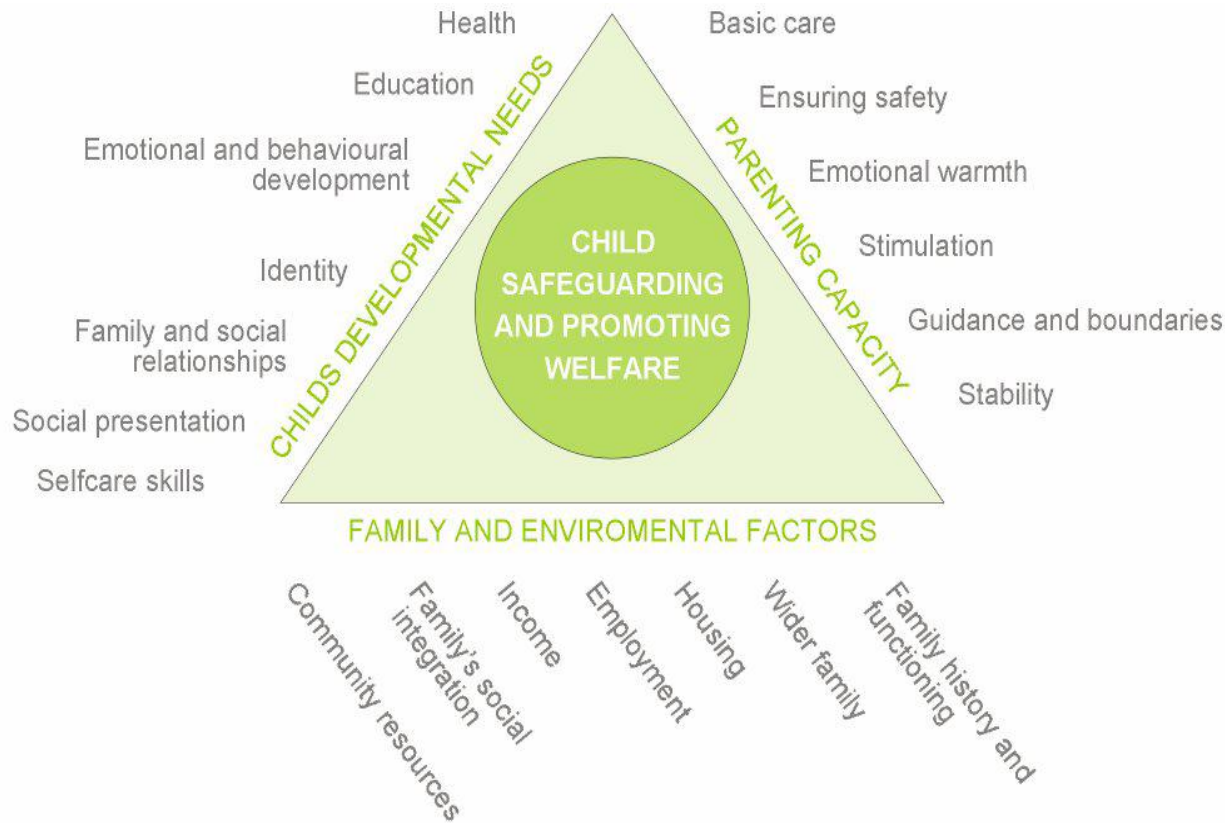 Health
Education
Emotional and behavioural
development
Identity
Family and social
relationships
Social presentation
Selfcare skills
CHILDS DEVELOPMENTAL NEEDS
Basic care
Ensuring safety
Emotional warmth
Stimulation
Guidance and boundaries
Stability
PARENTING CAPACITY
CHILD
SAFEGUARDING
AND PROMOTING
WELFARE
FAMILY AND ENVIROMENTAL FACTORS
Community resources
Family's social
integration
Income
Employment
Housing
Wider family
Family history and
functioning